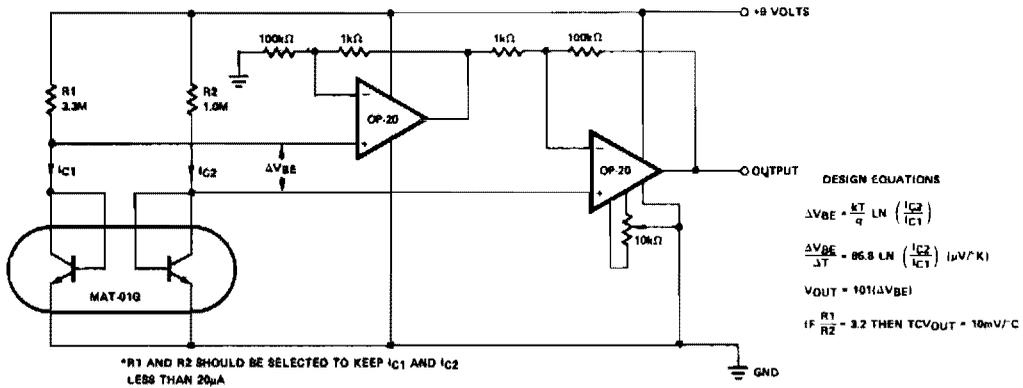 +9 VOLTS
100kΩ
1kΩ
1kΩ
100kΩ
R1
3.3M
R2
1.0M
OP-20
−
+
IC1
IC2
ΔVBE
OP-20
−
+
OUTPUT
10kΩ
MAT-01G
GND
*R1 AND R2 SHOULD BE SELECTED TO KEEP IC1 AND IC2
LESS THAN 20μA
DESIGN EQUATIONS
ΔVBE = kT/q LN (IC2/IC1)
ΔVBE/ΔT = 86.8 LN (IC2/IC1) (μV/°K)
VOUT = 101(ΔVBE)
IF R1/R2 = 3.2 THEN TCVOUT = 10mV/°C